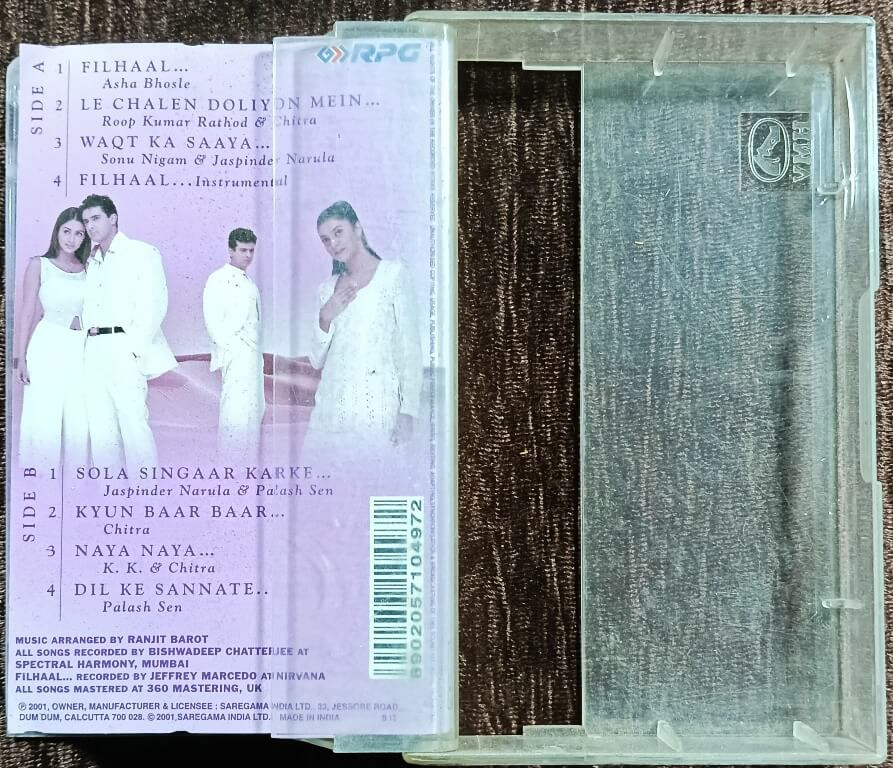 RPG
SIDE A
1 FILHAAL...
Asha Bhosle
2 LE CHALEN DOLIYON MEIN...
Roop Kumar Rathod & Chitra
3 WAQT KA SAAYA...
Sonu Nigam & Jaspinder Narula
4 FILHAAL...Instrumental
SIDE B
1 SOLA SINGAAR KARKE...
Jaspinder Narula & Palash Sen
2 KYUN BAAR BAAR...
Chitra
3 NAYA NAYA...
K. K. & Chitra
4 DIL KE SANNATE..
Palash Sen
8902057104972
MUSIC ARRANGED BY RANJIT BAROT
ALL SONGS RECORDED BY BISHWADEEP CHATTERJEE AT
SPECTRAL HARMONY, MUMBAI
FILHAAL... RECORDED BY JEFFREY MARCEDO AT NIRVANA
ALL SONGS MASTERED AT 360 MASTERING, UK
℗ 2001, OWNER, MANUFACTURER & LICENSEE : SAREGAMA INDIA LTD., 33, JESSORE ROAD,
DUM DUM, CALCUTTA 700 028. © 2001, SAREGAMA INDIA LTD. MADE IN INDIA